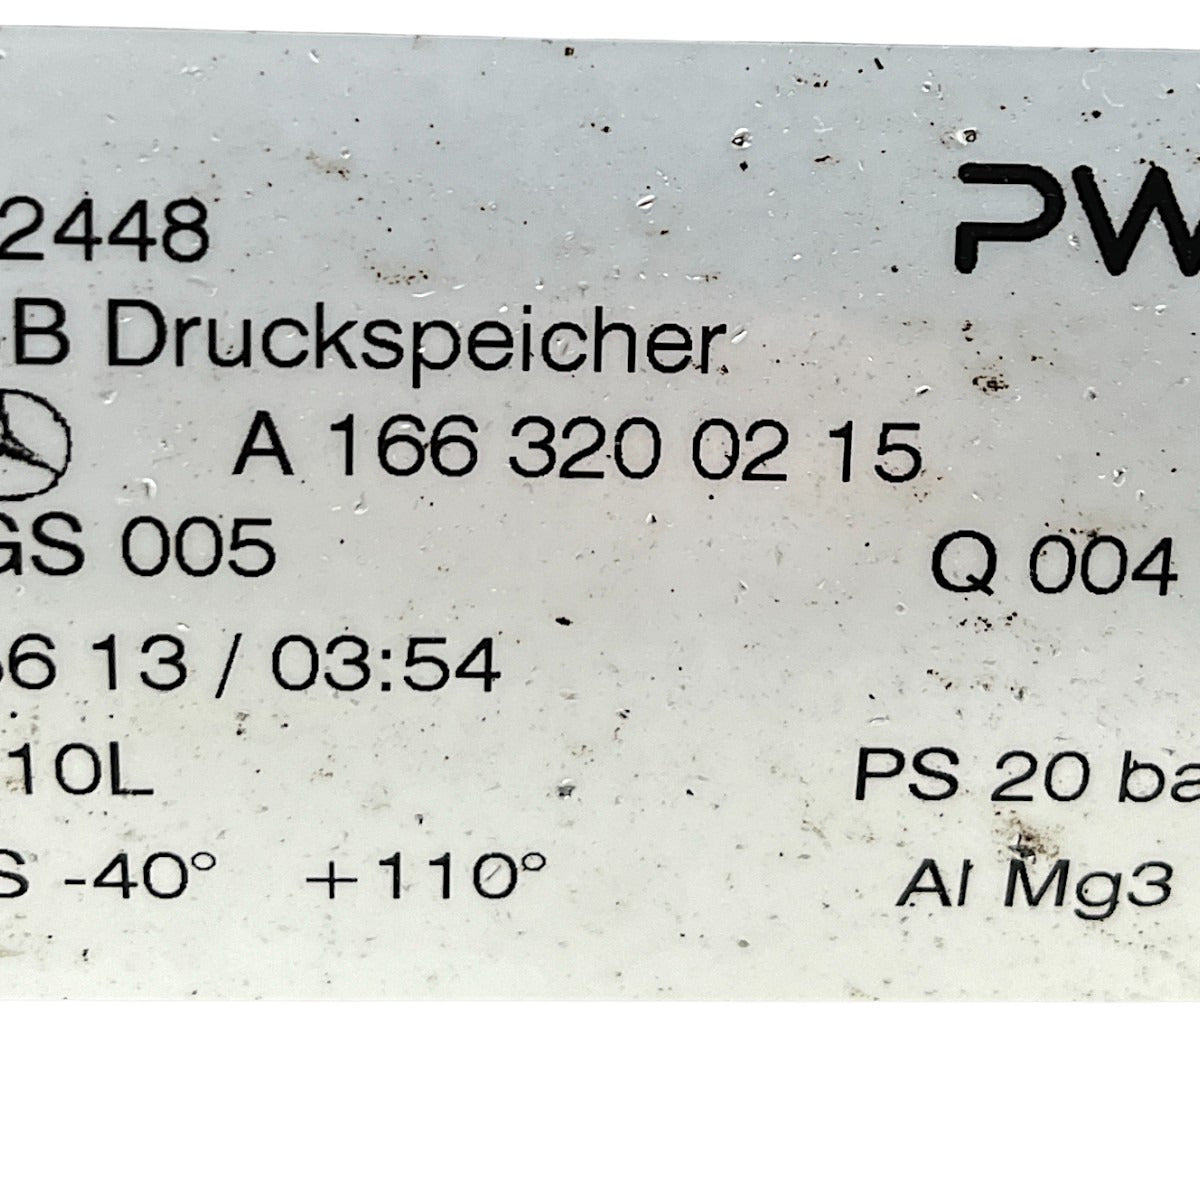 2448
PW
B Druckspeicher
A 166 320 02 15
GS 005
Q 004
6 13 / 03:54
10L
PS 20 ba
S -40° +110°
Al Mg3